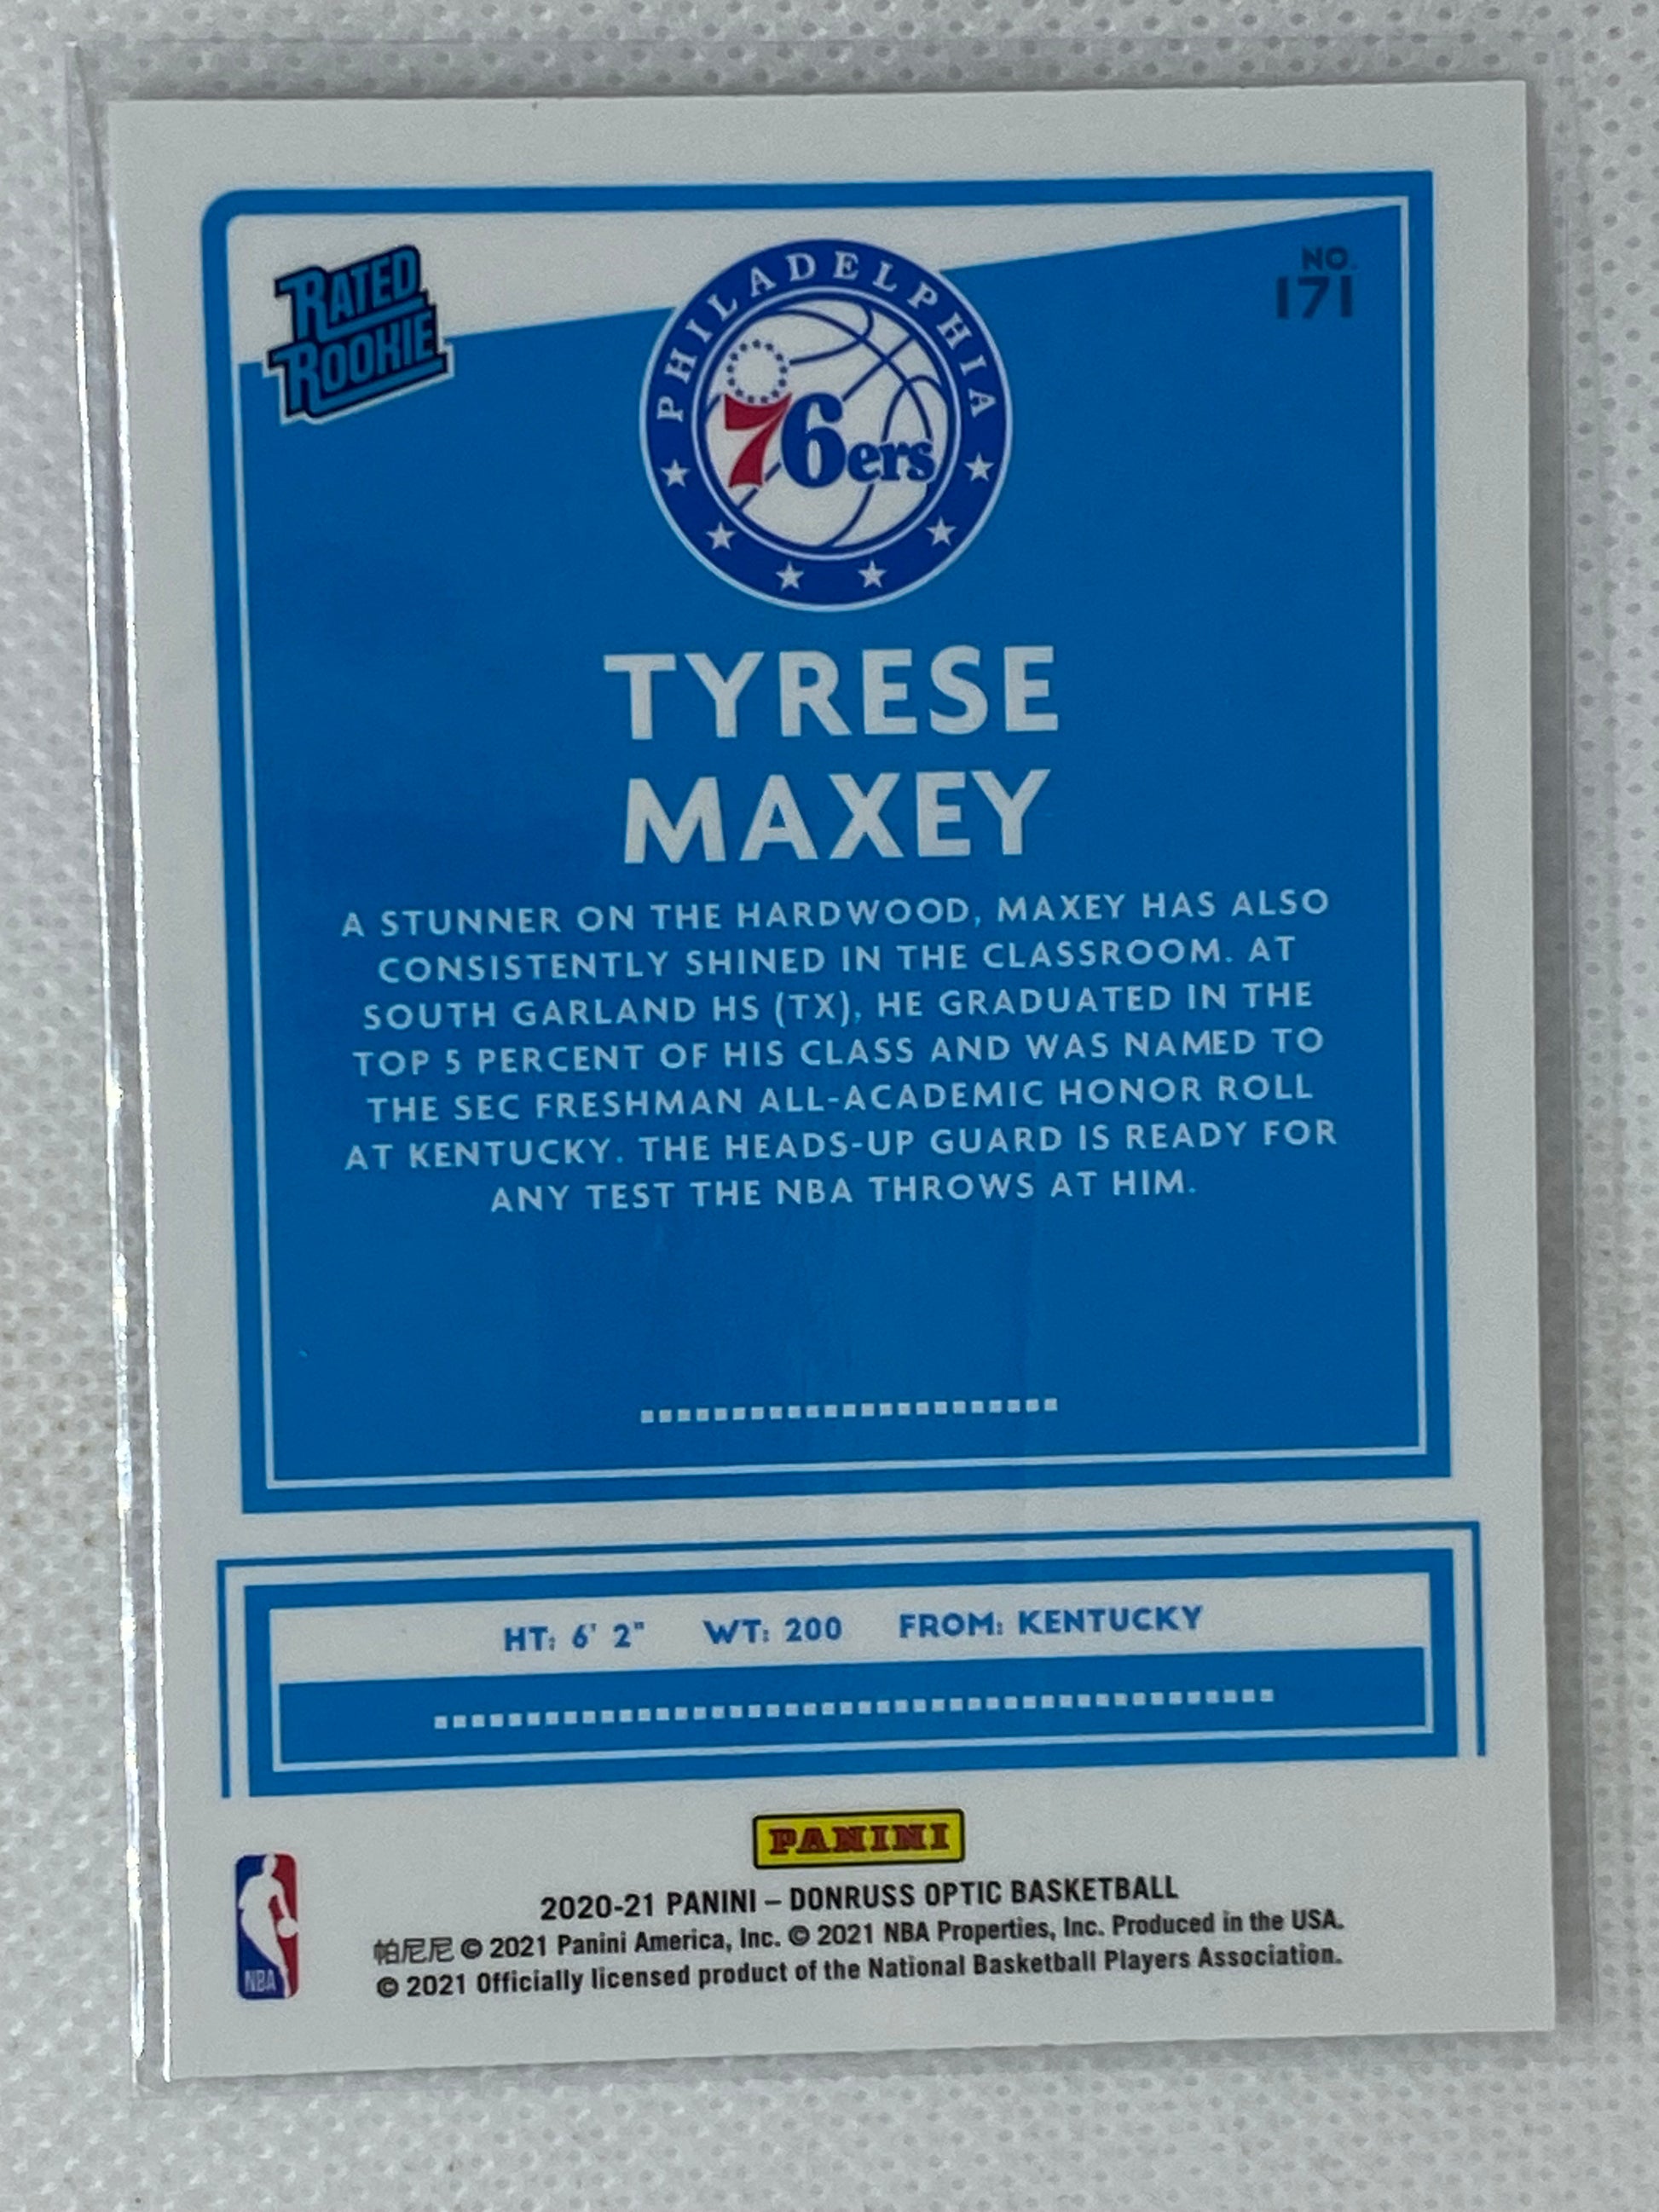 RATED
ROOKIE
PHILADELPHIA
76ers
NO.
171
TYRESE
MAXEY
A STUNNER ON THE HARDWOOD, MAXEY HAS ALSO
CONSISTENTLY SHINED IN THE CLASSROOM. AT
SOUTH GARLAND HS (TX), HE GRADUATED IN THE
TOP 5 PERCENT OF HIS CLASS AND WAS NAMED TO
THE SEC FRESHMAN ALL-ACADEMIC HONOR ROLL
AT KENTUCKY. THE HEADS-UP GUARD IS READY FOR
ANY TEST THE NBA THROWS AT HIM.
HT: 6' 2" WT: 200 FROM: KENTUCKY
PANINI
2020-21 PANINI – DONRUSS OPTIC BASKETBALL
帕尼尼 © 2021 Panini America, Inc. © 2021 NBA Properties, Inc. Produced in the USA.
© 2021 Officially licensed product of the National Basketball Players Association.
NBA